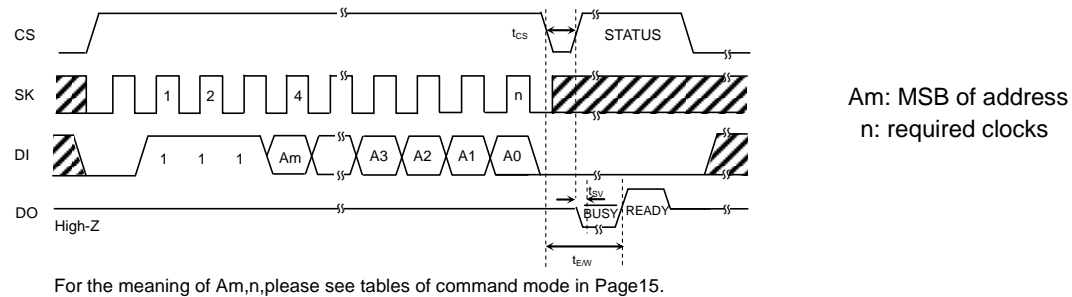 CS
tCS
STATUS
SK
1 2 4 n
Am: MSB of address
n: required clocks
DI
1 1 1 Am A3 A2 A1 A0
tSV
DO
BUSY READY
High-Z
tE/W
For the meaning of Am,n,please see tables of command mode in Page15.